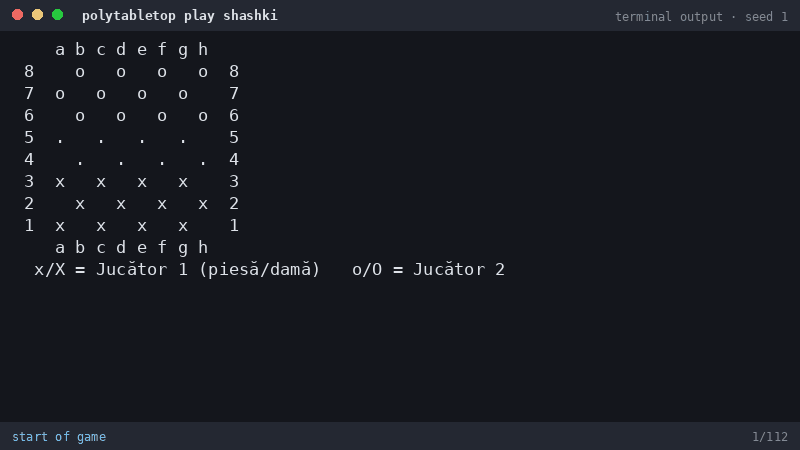 polytabletop play shashki
terminal output · seed 1
a b c d e f g h
8 o o o o 8
7 o o o o 7
6 o o o o 6
5 . . . . 5
4 . . . . 4
3 x x x x 3
2 x x x x 2
1 x x x x 1
a b c d e f g h
x/X = Jucător 1 (piesă/damă) o/O = Jucător 2
start of game
1/112